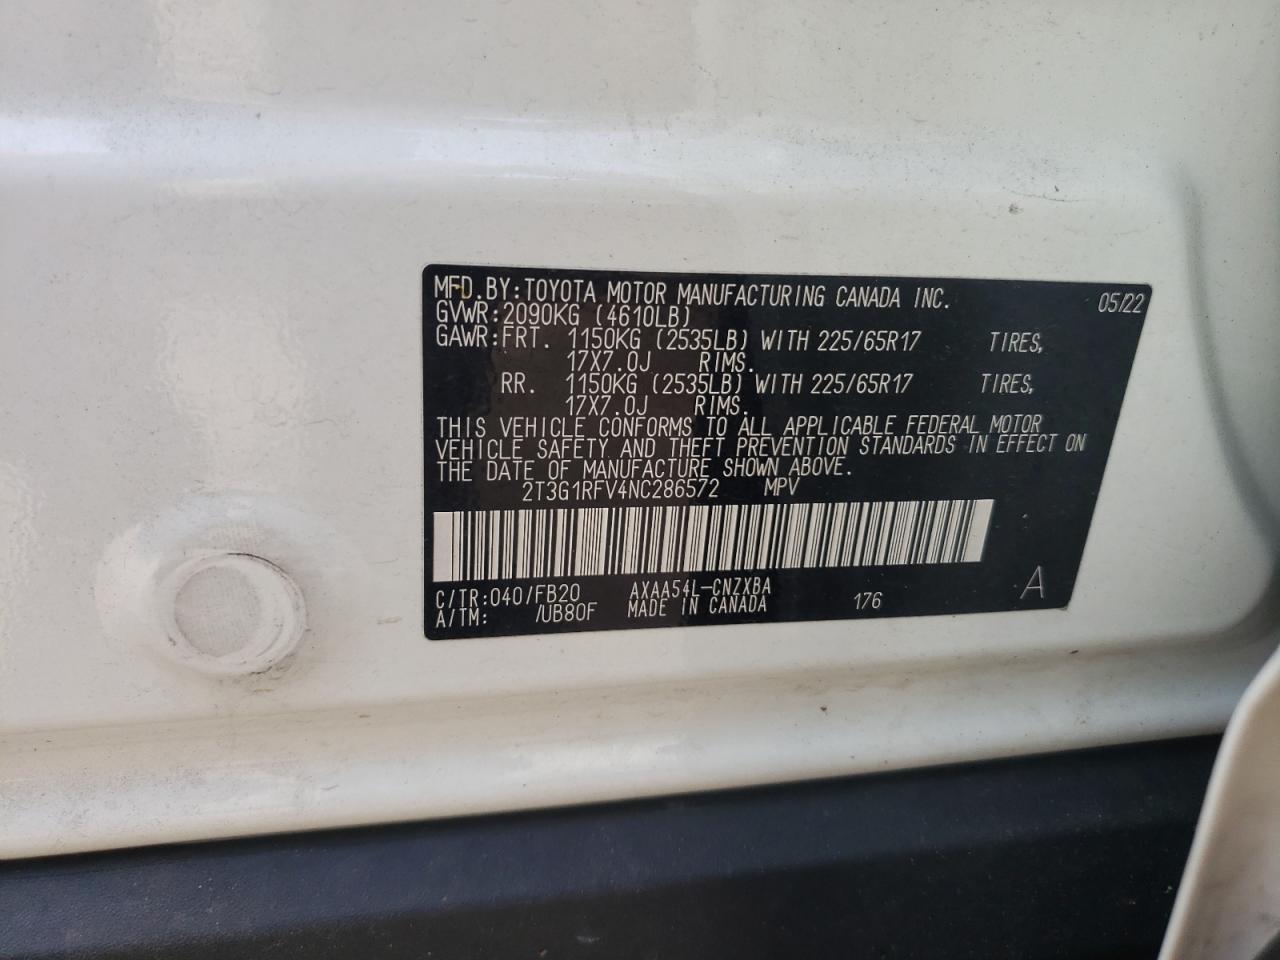 MFD.BY:TOYOTA MOTOR MANUFACTURING CANADA INC. 05/22
GVWR:2090KG (4610LB)
GAWR:FRT. 1150KG (2535LB) WITH 225/65R17 TIRES,
17X7.0J RIMS.
RR. 1150KG (2535LB) WITH 225/65R17 TIRES,
17X7.0J RIMS.
THIS VEHICLE CONFORMS TO ALL APPLICABLE FEDERAL MOTOR
VEHICLE SAFETY AND THEFT PREVENTION STANDARDS IN EFFECT ON
THE DATE OF MANUFACTURE SHOWN ABOVE.
2T3G1RFV4NC286572 MPV
C/TR:040/FB20 AXAA54L-CNZXBA
A/TM: /UB80F MADE IN CANADA 176 A